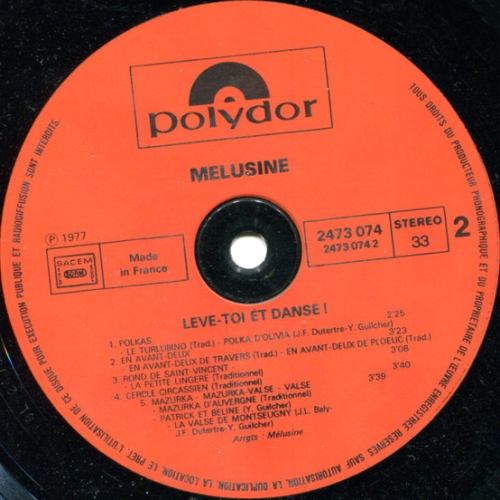 polydor
MELUSINE
℗ 1977
SACEM
Made
in France
2473 074
2473 074 2
STEREO
33
2
LEVE-TOI ET DANSE !
1. POLKAS 2:25
- LE TURLUBINO (Trad.) - POLKA D'OLIVIA (J.F. Dutertre-Y. Guilcher)
2. EN AVANT-DEUX 3:23
- EN AVANT-DEUX DE TRAVERS (Trad.) - EN AVANT-DEUX DE PLOEUC (Trad.)
3. ROND DE SAINT-VINCENT - 3:08
- LA PETITE LINGERE (Traditionnel)
4. CERCLE CIRCASSIEN (Traditionnel) 3:40
5. MAZURKA - MAZURKA-VALSE - VALSE 3:39
- MAZURKA D'AUVERGNE (Traditionnel)
- PATRICK ET BELINE (Y. Guilcher)
- LA VALSE DE MONTSEUGNY (J.L. Baly-
J.F. Dutertre-Y. Guilcher)
Arrgts : Mélusine
TOUS DROITS DU PRODUCTEUR PHONOGRAPHIQUE ET DU PROPRIETAIRE DE L'ŒUVRE ENREGISTREE RESERVES. SAUF AUTORISATION, LA DUPLICATION, LA LOCATION, LE PRET, L'UTILISATION DE CE DISQUE POUR EXECUTION PUBLIQUE ET RADIODIFFUSION SONT INTERDITS.